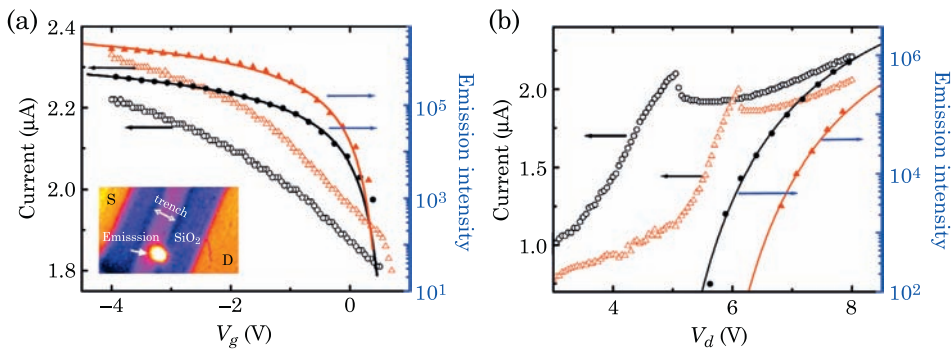 (a)
2.4
2.2
2.0
1.8
Current (μA)
−4
−2
0
V_g (V)
10^5
10^3
10^1
Emission intensity
S
trench
Emisssion
SiO_2
D
(b)
2.0
1.5
1.0
Current (μA)
4
6
8
V_d (V)
10^6
10^4
10^2
Emission intensity